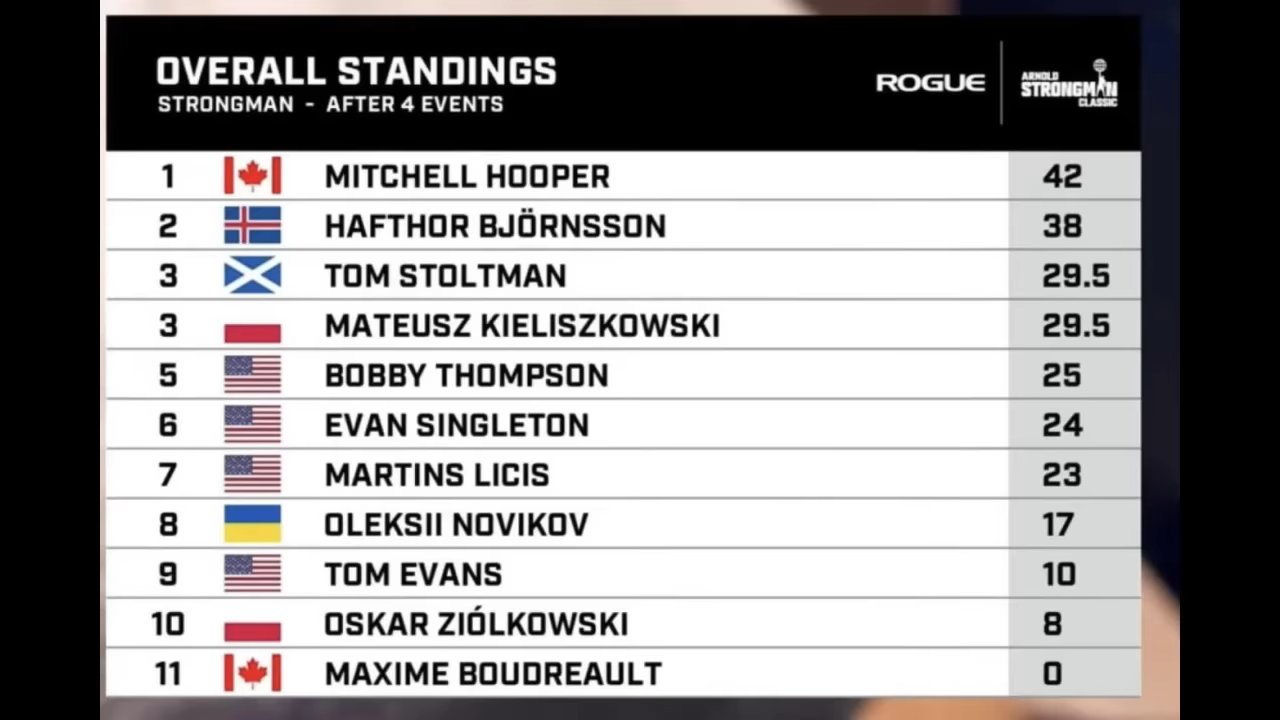 OVERALL STANDINGS
STRONGMAN - AFTER 4 EVENTS
ROGUE
ARNOLD
STRONGMAN
CLASSIC
1 MITCHELL HOOPER 42
2 HAFTHOR BJÖRNSSON 38
3 TOM STOLTMAN 29.5
3 MATEUSZ KIELISZKOWSKI 29.5
5 BOBBY THOMPSON 25
6 EVAN SINGLETON 24
7 MARTINS LICIS 23
8 OLEKSII NOVIKOV 17
9 TOM EVANS 10
10 OSKAR ZIÓLKOWSKI 8
11 MAXIME BOUDREAULT 0